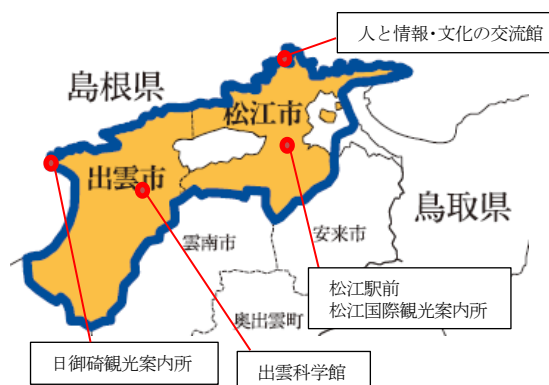 人と情報・文化の交流館
島根県
松江市
出雲市
鳥取県
雲南市
安来市
松江駅前
松江国際観光案内所
奥出雲町
日御碕観光案内所
出雲科学館